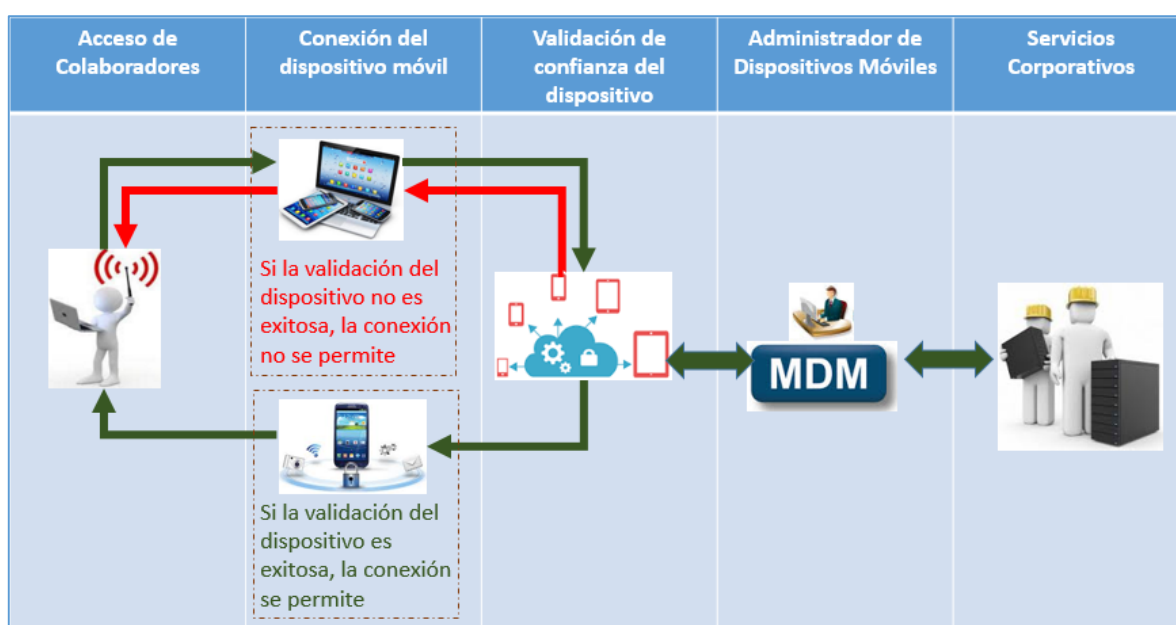 Acceso de
Colaboradores
Conexión del
dispositivo móvil
Validación de
confianza del
dispositivo
Administrador de
Dispositivos Móviles
Servicios
Corporativos
Si la validación del
dispositivo no es
exitosa, la conexión
no se permite
MDM
Si la validación del
dispositivo es
exitosa, la conexión
se permite